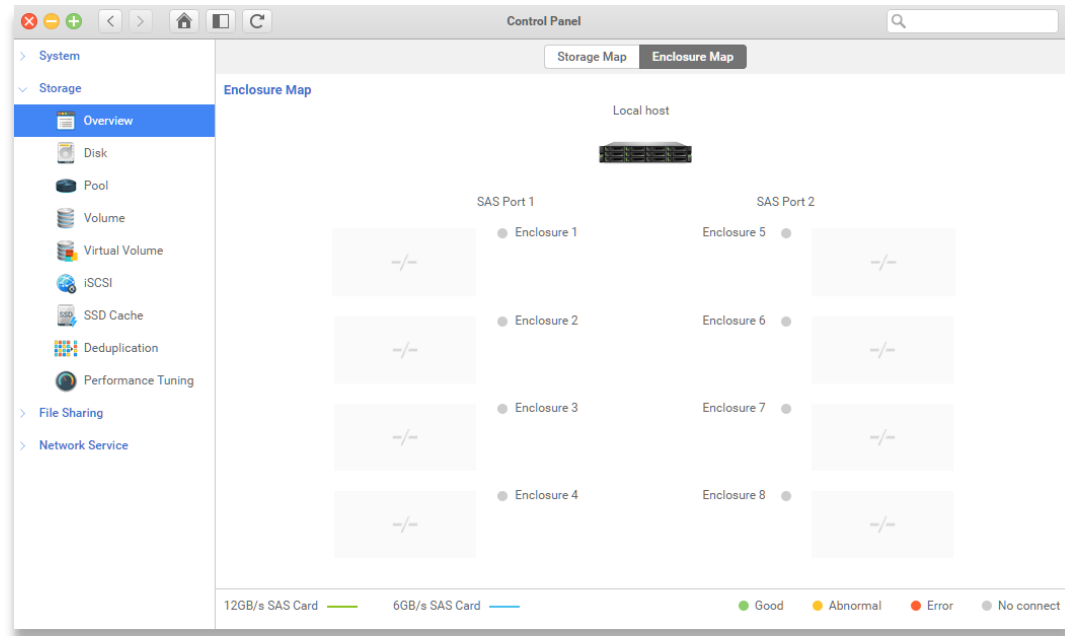 Control Panel
System
Storage
Overview
Disk
Pool
Volume
Virtual Volume
iSCSI
SSD Cache
Deduplication
Performance Tuning
File Sharing
Network Service
Storage Map Enclosure Map
Enclosure Map
Local host
SAS Port 1 SAS Port 2
Enclosure 1 Enclosure 5
-/- -/-
Enclosure 2 Enclosure 6
-/- -/-
Enclosure 3 Enclosure 7
-/- -/-
Enclosure 4 Enclosure 8
-/- -/-
12GB/s SAS Card 6GB/s SAS Card Good Abnormal Error No connect